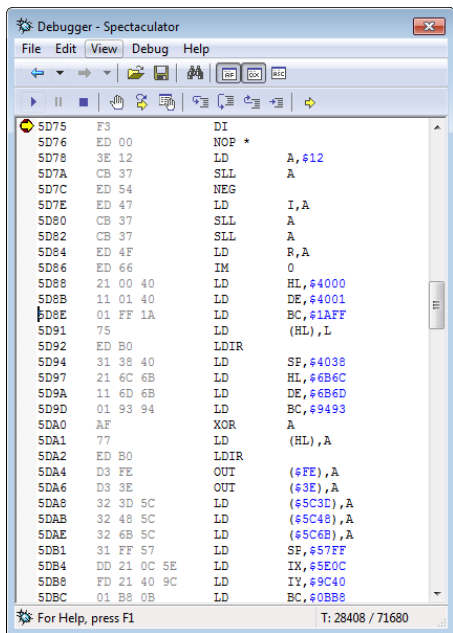 Debugger - Spectaculator
File Edit View Debug Help
AF 0X ASC
5D75 F3 DI
5D76 ED 00 NOP *
5D78 3E 12 LD A,$12
5D7A CB 37 SLL A
5D7C ED 54 NEG
5D7E ED 47 LD I,A
5D80 CB 37 SLL A
5D82 CB 37 SLL A
5D84 ED 4F LD R,A
5D86 ED 66 IM 0
5D88 21 00 40 LD HL,$4000
5D8B 11 01 40 LD DE,$4001
5D8E 01 FF 1A LD BC,$1AFF
5D91 75 LD (HL),L
5D92 ED B0 LDIR
5D94 31 38 40 LD SP,$4038
5D97 21 6C 6B LD HL,$6B6C
5D9A 11 6D 6B LD DE,$6B6D
5D9D 01 93 94 LD BC,$9493
5DA0 AF XOR A
5DA1 77 LD (HL),A
5DA2 ED B0 LDIR
5DA4 D3 FE OUT ($FE),A
5DA6 D3 3E OUT ($3E),A
5DA8 32 3D 5C LD ($5C3D),A
5DAB 32 48 5C LD ($5C48),A
5DAE 32 6B 5C LD ($5C6B),A
5DB1 31 FF 57 LD SP,$57FF
5DB4 DD 21 0C 5E LD IX,$5E0C
5DB8 FD 21 40 9C LD IY,$9C40
5DBC 01 B8 0B LD BC,$0BB8
For Help, press F1 T: 28408 / 71680